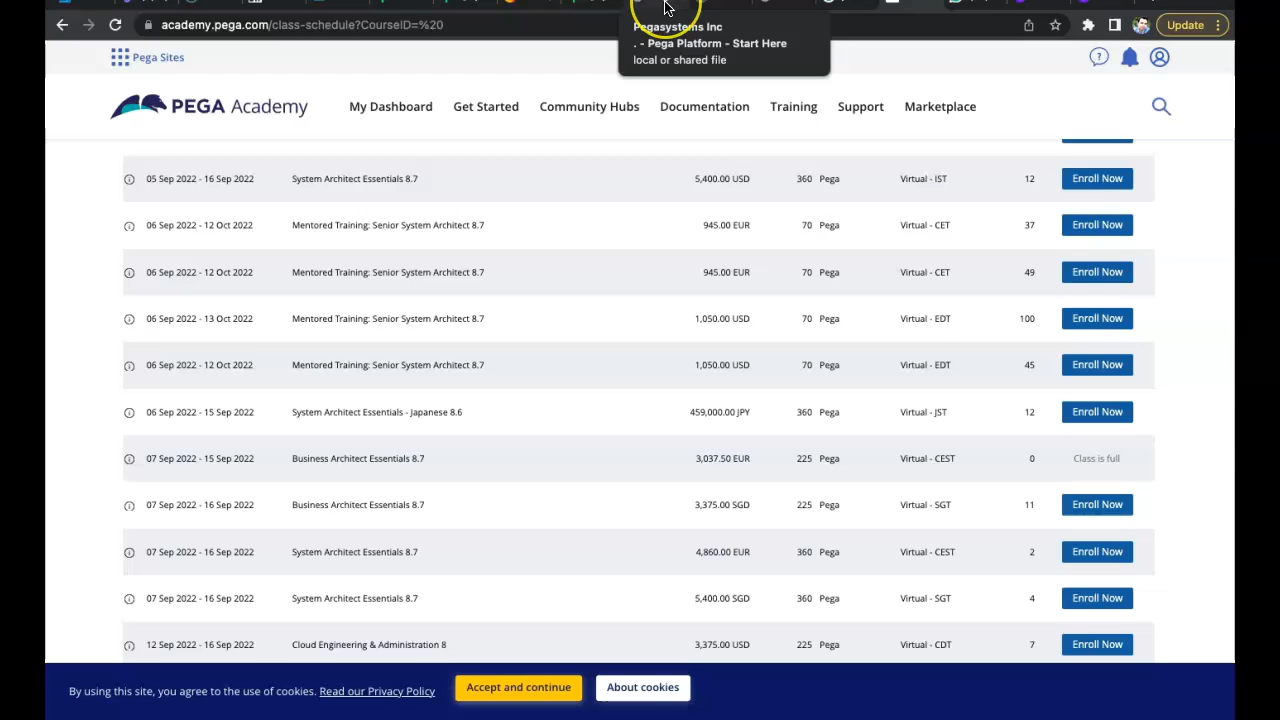 academy.pega.com/class-schedule?CourseID=%20
Update
Pegasystems Inc
. - Pega Platform - Start Here
local or shared file
Pega Sites
PEGA Academy
My Dashboard Get Started Community Hubs Documentation Training Support Marketplace
05 Sep 2022 - 16 Sep 2022 System Architect Essentials 8.7 5,400.00 USD 360 Pega Virtual - IST 12 Enroll Now
06 Sep 2022 - 12 Oct 2022 Mentored Training: Senior System Architect 8.7 945.00 EUR 70 Pega Virtual - CET 37 Enroll Now
06 Sep 2022 - 12 Oct 2022 Mentored Training: Senior System Architect 8.7 945.00 EUR 70 Pega Virtual - CET 49 Enroll Now
06 Sep 2022 - 13 Oct 2022 Mentored Training: Senior System Architect 8.7 1,050.00 USD 70 Pega Virtual - EDT 100 Enroll Now
06 Sep 2022 - 12 Oct 2022 Mentored Training: Senior System Architect 8.7 1,050.00 USD 70 Pega Virtual - EDT 45 Enroll Now
06 Sep 2022 - 15 Sep 2022 System Architect Essentials - Japanese 8.6 459,000.00 JPY 360 Pega Virtual - JST 12 Enroll Now
07 Sep 2022 - 15 Sep 2022 Business Architect Essentials 8.7 3,037.50 EUR 225 Pega Virtual - CEST 0 Class is full
07 Sep 2022 - 16 Sep 2022 Business Architect Essentials 8.7 3,375.00 SGD 225 Pega Virtual - SGT 11 Enroll Now
07 Sep 2022 - 16 Sep 2022 System Architect Essentials 8.7 4,860.00 EUR 360 Pega Virtual - CEST 2 Enroll Now
07 Sep 2022 - 16 Sep 2022 System Architect Essentials 8.7 5,400.00 SGD 360 Pega Virtual - SGT 4 Enroll Now
12 Sep 2022 - 16 Sep 2022 Cloud Engineering & Administration 8 3,375.00 USD 225 Pega Virtual - CDT 7 Enroll Now
By using this site, you agree to the use of cookies. Read our Privacy Policy Accept and continue About cookies